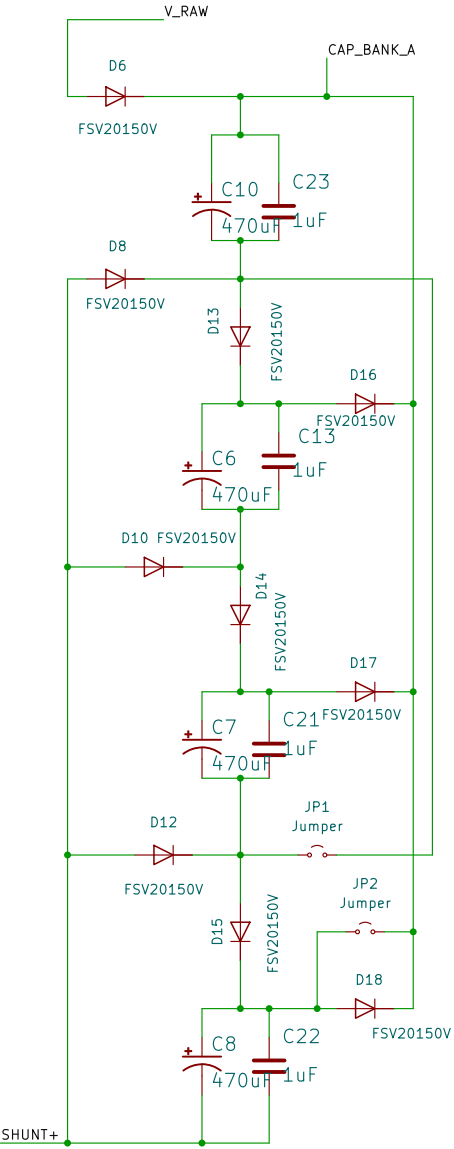 V_RAW
CAP_BANK_A
D6
FSV20150V
C10
C23
470uF
1uF
D8
FSV20150V
D13
FSV20150V
D16
FSV20150V
C13
C6
1uF
470uF
D10 FSV20150V
D14
FSV20150V
D17
FSV20150V
C21
C7
1uF
470uF
JP1
Jumper
D12
FSV20150V
JP2
Jumper
D15
FSV20150V
D18
FSV20150V
C22
C8
1uF
470uF
SHUNT+